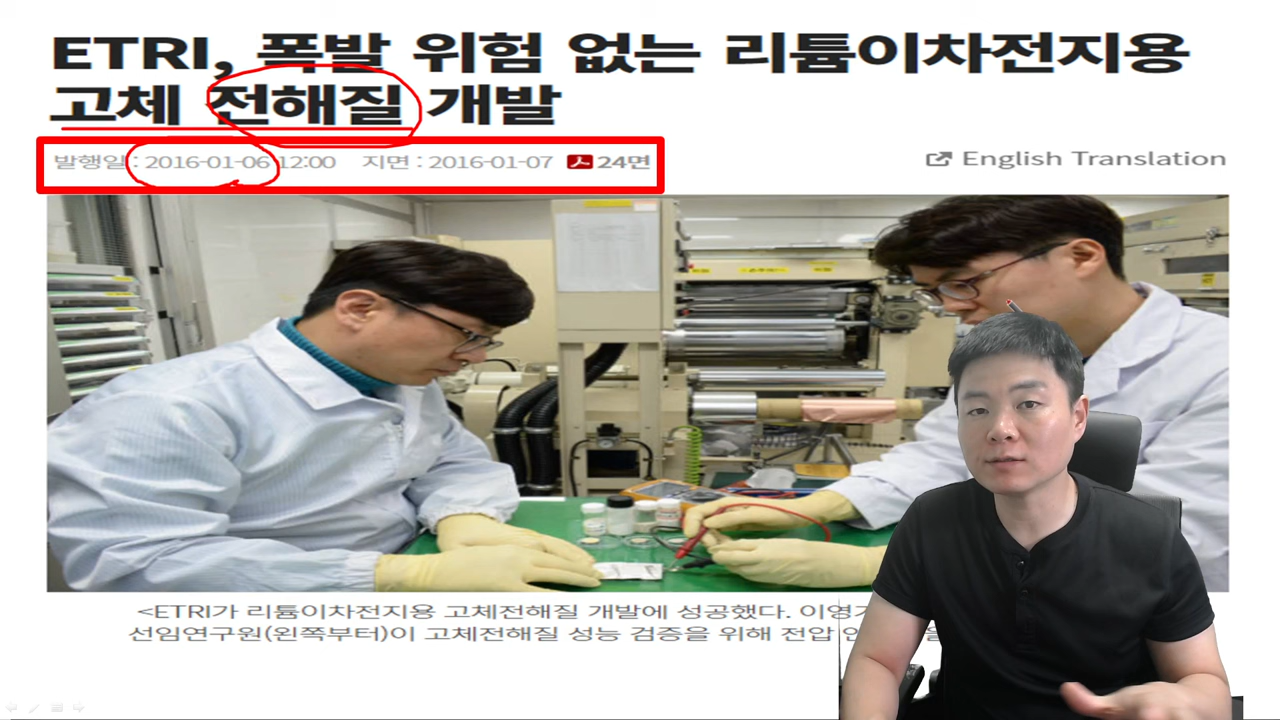 ETRI, 폭발 위험 없는 리튬이차전지용
고체 전해질 개발
발행일 : 2016-01-06 12:00 지면 : 2016-01-07 24면
English Translation
<ETRI가 리튬이차전지용 고체전해질 개발에 성공했다. 이영기
선임연구원(왼쪽부터)이 고체전해질 성능 검증을 위해 전압